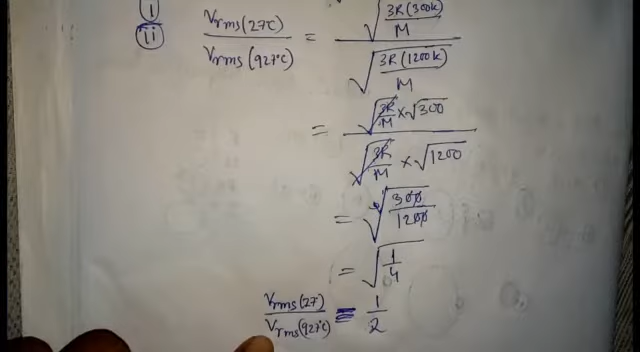 i
ii
Vrms(27°C) / Vrms(927°C) = √(3R(300K)/M) / √(3R(1200K)/M)
= √(3R/M) × √300 / √(3R/M) × √1200
= √(300/1200)
= √(1/4)
Vrms(27) / Vrms(927°C) = 1/2